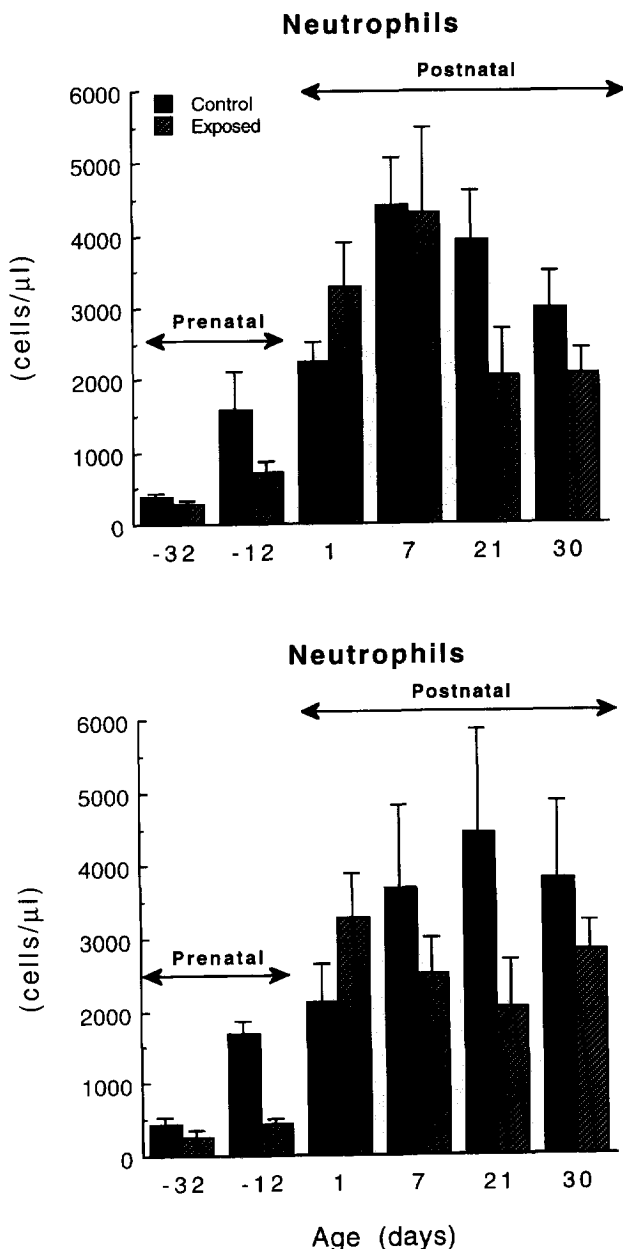 Neutrophils
Postnatal
6000
Control
Exposed
5000
4000
3000
Prenatal
2000
1000
0
(cells/µl)
-32 -12 1 7 21 30
Neutrophils
Postnatal
6000
5000
4000
3000
Prenatal
2000
1000
0
(cells/µl)
-32 -12 1 7 21 30
Age (days)